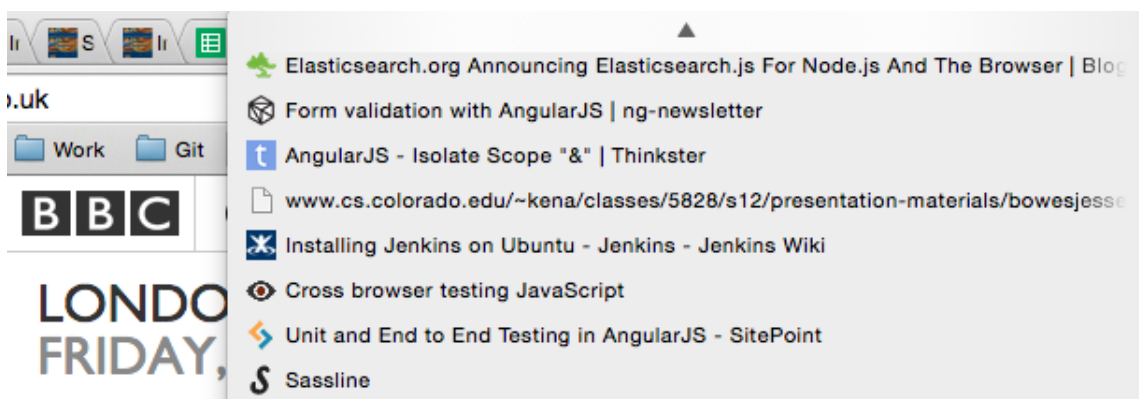 S
.uk
Work
Git
BBC
LONDO
FRIDAY,
Elasticsearch.org Announcing Elasticsearch.js For Node.js And The Browser | Blog
Form validation with AngularJS | ng-newsletter
t
AngularJS - Isolate Scope "&" | Thinkster
www.cs.colorado.edu/~kena/classes/5828/s12/presentation-materials/bowesjesse
Installing Jenkins on Ubuntu - Jenkins - Jenkins Wiki
Cross browser testing JavaScript
Unit and End to End Testing in AngularJS - SitePoint
S
Sassline